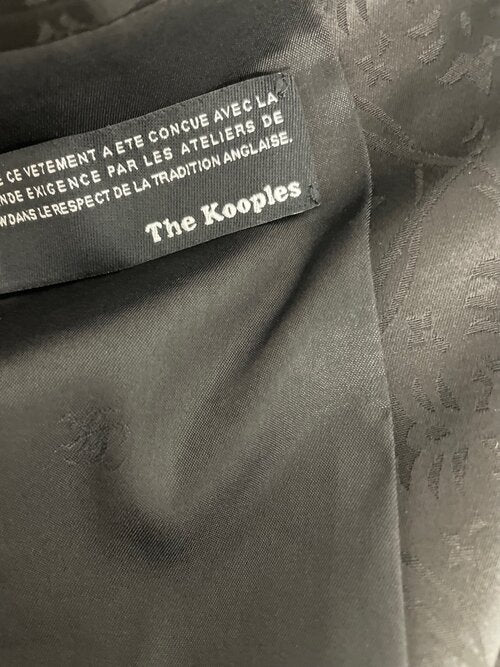 CE VETEMENT A ETE CONCUE AVEC LA
EXIGENCE PAR LES ATELIERS DE
DANS LE RESPECT DE LA TRADITION ANGLAISE.
The Kooples